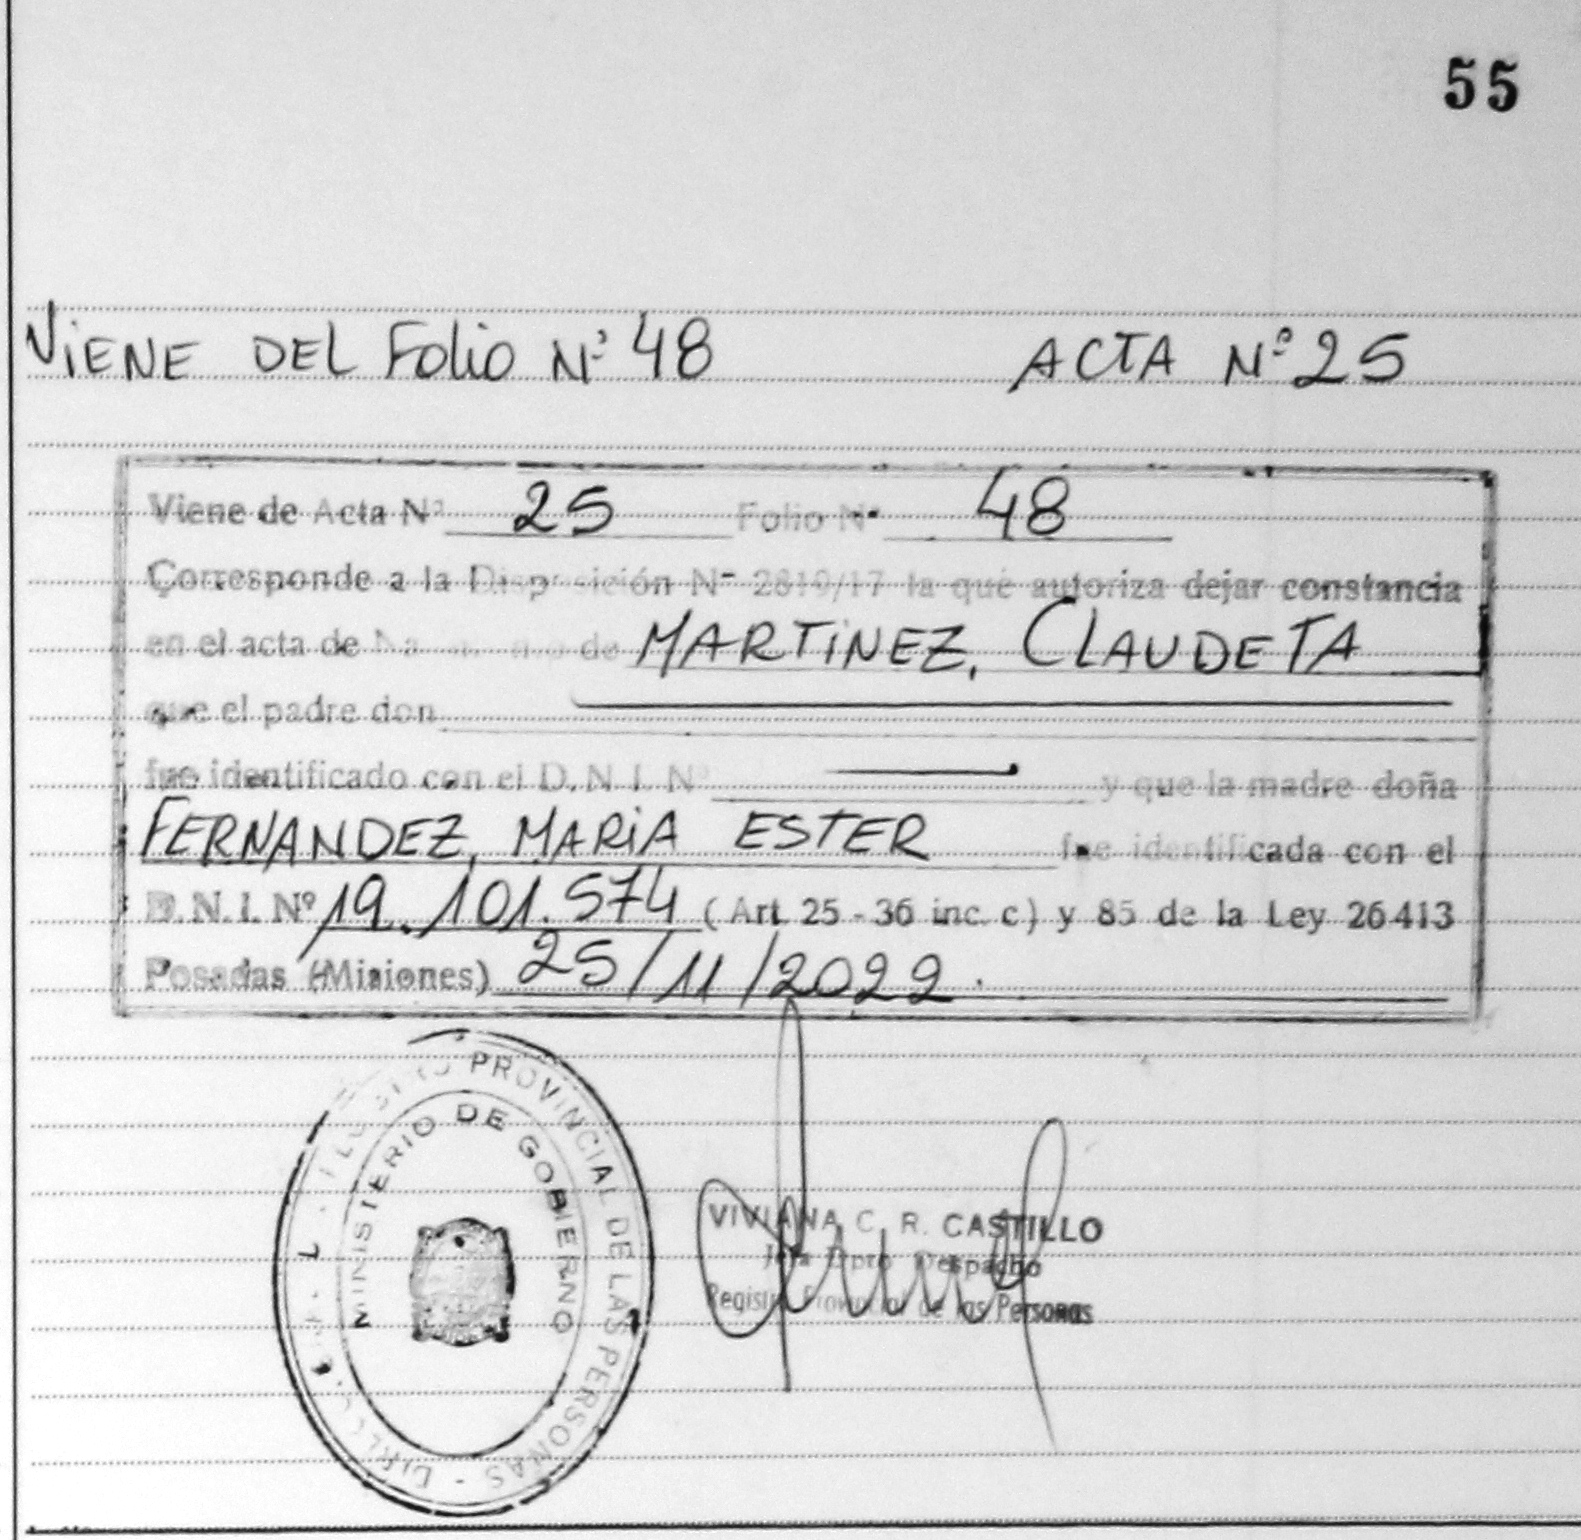 55
VIENE DEL FOLIO Nº 48 ACTA Nº 25
Viene de Acta Nº 25 Folio Nº 48
Corresponde a la Disposición Nº 2819/17 la que autoriza dejar constancia
en el acta de de MARTINEZ, CLAUDETA
que el padre don
fue identificado con el D.N.I. Nº y que la madre doña
FERNANDEZ, MARIA ESTER fue identificada con el
D.N.I. Nº 19.101.574 (Art. 25 - 36 inc. c) y 85 de la Ley 26413
Posadas (Misiones) 25/11/2022.
PROVINCIAL DE LAS PERSONAS
MINISTERIO DE GOBIERNO
VIVIANA C. R. CASTILLO
Jefa Dpto Despacho
Registro Provincial de las Personas